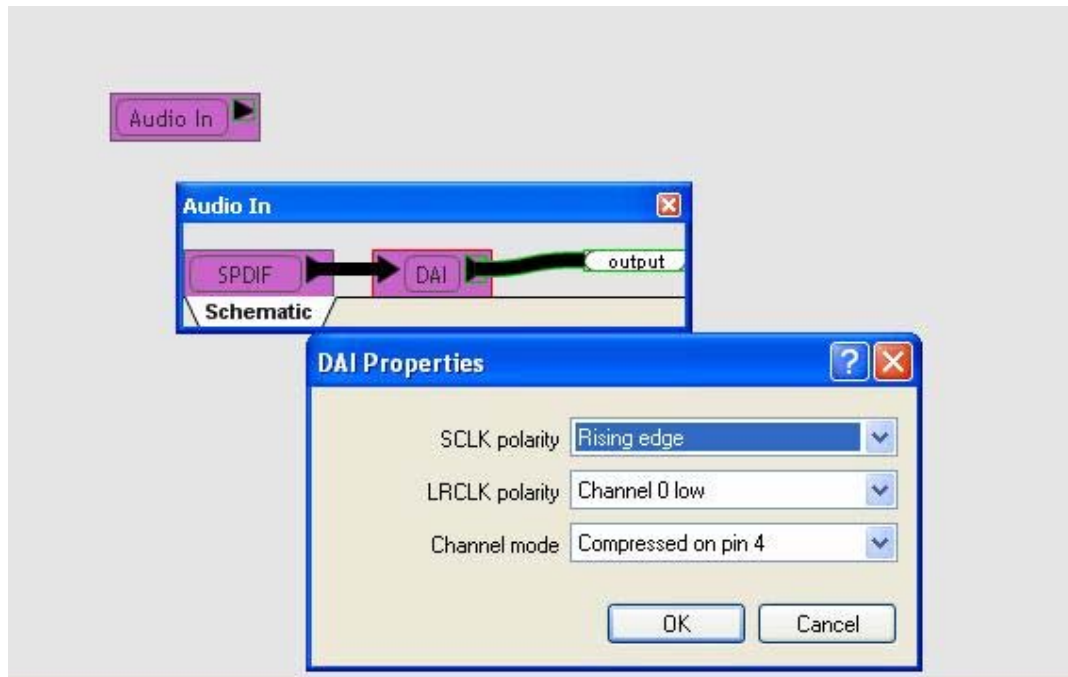 Audio In
Audio In
SPDIF
DAI
output
Schematic
DAI Properties
?
SCLK polarity Rising edge
LRCLK polarity Channel 0 low
Channel mode Compressed on pin 4
OK Cancel